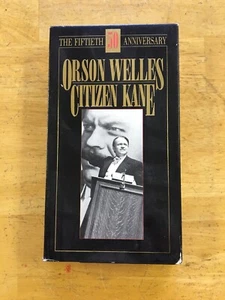 THE FIFTIETH 50 ANNIVERSARY
ORSON WELLES
CITIZEN KANE